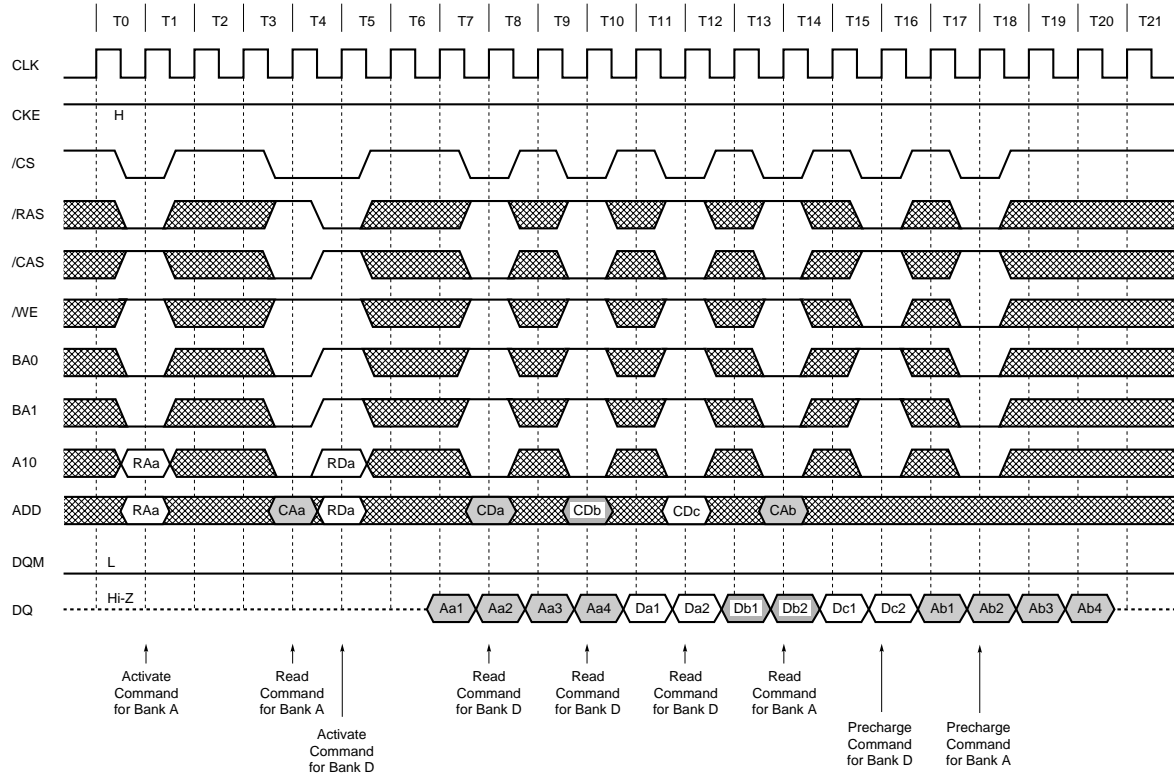 T0 T1 T2 T3 T4 T5 T6 T7 T8 T9 T10 T11 T12 T13 T14 T15 T16 T17 T18 T19 T20 T21
CLK
CKE H
/CS
/RAS
/CAS
/WE
BA0
BA1
A10 RAa RDa
ADD RAa CAa RDa CDa CDb CDc CAb
DQM L
DQ Hi-Z Aa1 Aa2 Aa3 Aa4 Da1 Da2 Db1 Db2 Dc1 Dc2 Ab1 Ab2 Ab3 Ab4
Activate
Command
for Bank A
Read
Command
for Bank A
Activate
Command
for Bank D
Read
Command
for Bank D
Read
Command
for Bank D
Read
Command
for Bank D
Read
Command
for Bank A
Precharge
Command
for Bank D
Precharge
Command
for Bank A